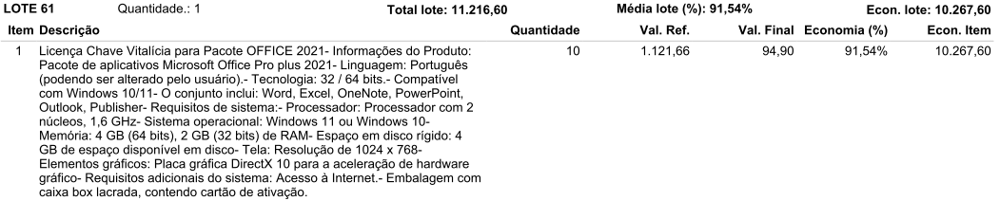 LOTE 61 Quantidade.: 1 Total lote: 11.216,60 Média lote (%): 91,54% Econ. lote: 10.267,60
Item Descrição Quantidade Val. Ref. Val. Final Economia (%) Econ. Item
1 Licença Chave Vitalícia para Pacote OFFICE 2021- Informações do Produto: 10 1.121,66 94,90 91,54% 10.267,60
Pacote de aplicativos Microsoft Office Pro plus 2021- Linguagem: Português
(podendo ser alterado pelo usuário).- Tecnologia: 32 / 64 bits.- Compatível
com Windows 10/11- O conjunto inclui: Word, Excel, OneNote, PowerPoint,
Outlook, Publisher- Requisitos de sistema:- Processador: Processador com 2
núcleos, 1,6 GHz- Sistema operacional: Windows 11 ou Windows 10-
Memória: 4 GB (64 bits), 2 GB (32 bits) de RAM- Espaço em disco rígido: 4
GB de espaço disponível em disco- Tela: Resolução de 1024 x 768-
Elementos gráficos: Placa gráfica DirectX 10 para a aceleração de hardware
gráfico- Requisitos adicionais do sistema: Acesso à Internet.- Embalagem com
caixa box lacrada, contendo cartão de ativação.